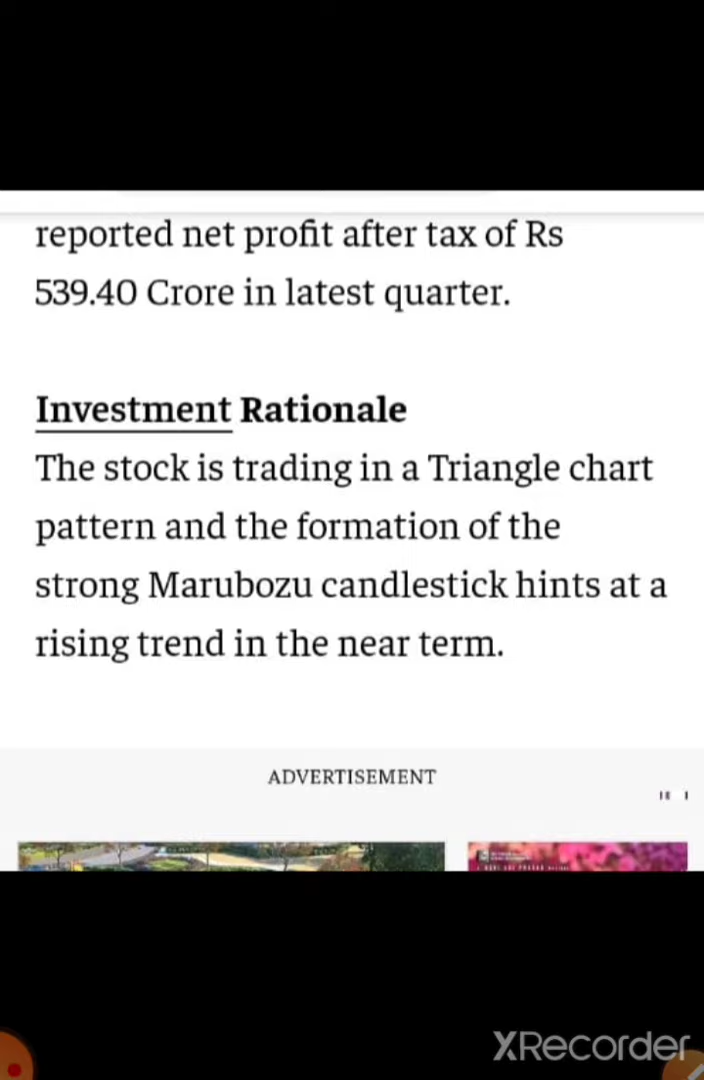 reported net profit after tax of Rs
539.40 Crore in latest quarter.
Investment Rationale
The stock is trading in a Triangle chart
pattern and the formation of the
strong Marubozu candlestick hints at a
rising trend in the near term.
ADVERTISEMENT
XRecorder